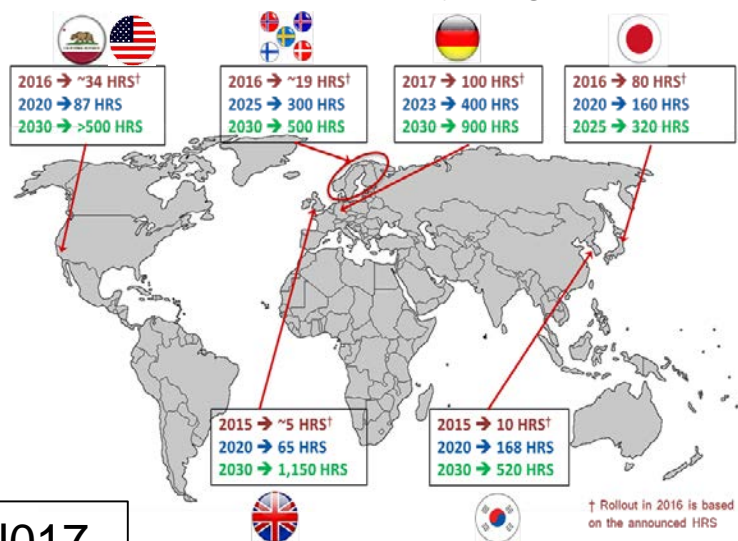 2016 → ~34 HRS†
2020 → 87 HRS
2030 → >500 HRS
2016 → ~19 HRS†
2025 → 300 HRS
2030 → 500 HRS
2017 → 100 HRS†
2023 → 400 HRS
2030 → 900 HRS
2016 → 80 HRS†
2020 → 160 HRS
2025 → 320 HRS
2015 → ~5 HRS†
2020 → 65 HRS
2030 → 1,150 HRS
2015 → 10 HRS†
2020 → 168 HRS
2030 → 520 HRS
† Rollout in 2016 is based
on the announced HRS